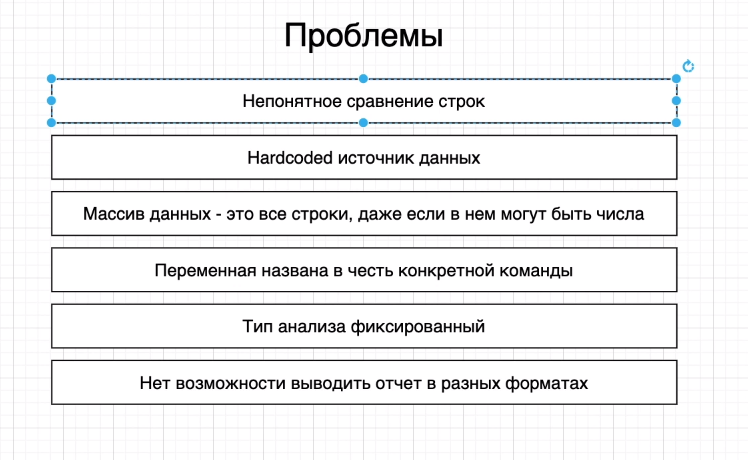 Проблемы
Непонятное сравнение строк
Hardcoded источник данных
Массив данных - это все строки, даже если в нем могут быть числа
Переменная названа в честь конкретной команды
Тип анализа фиксированный
Нет возможности выводить отчет в разных форматах